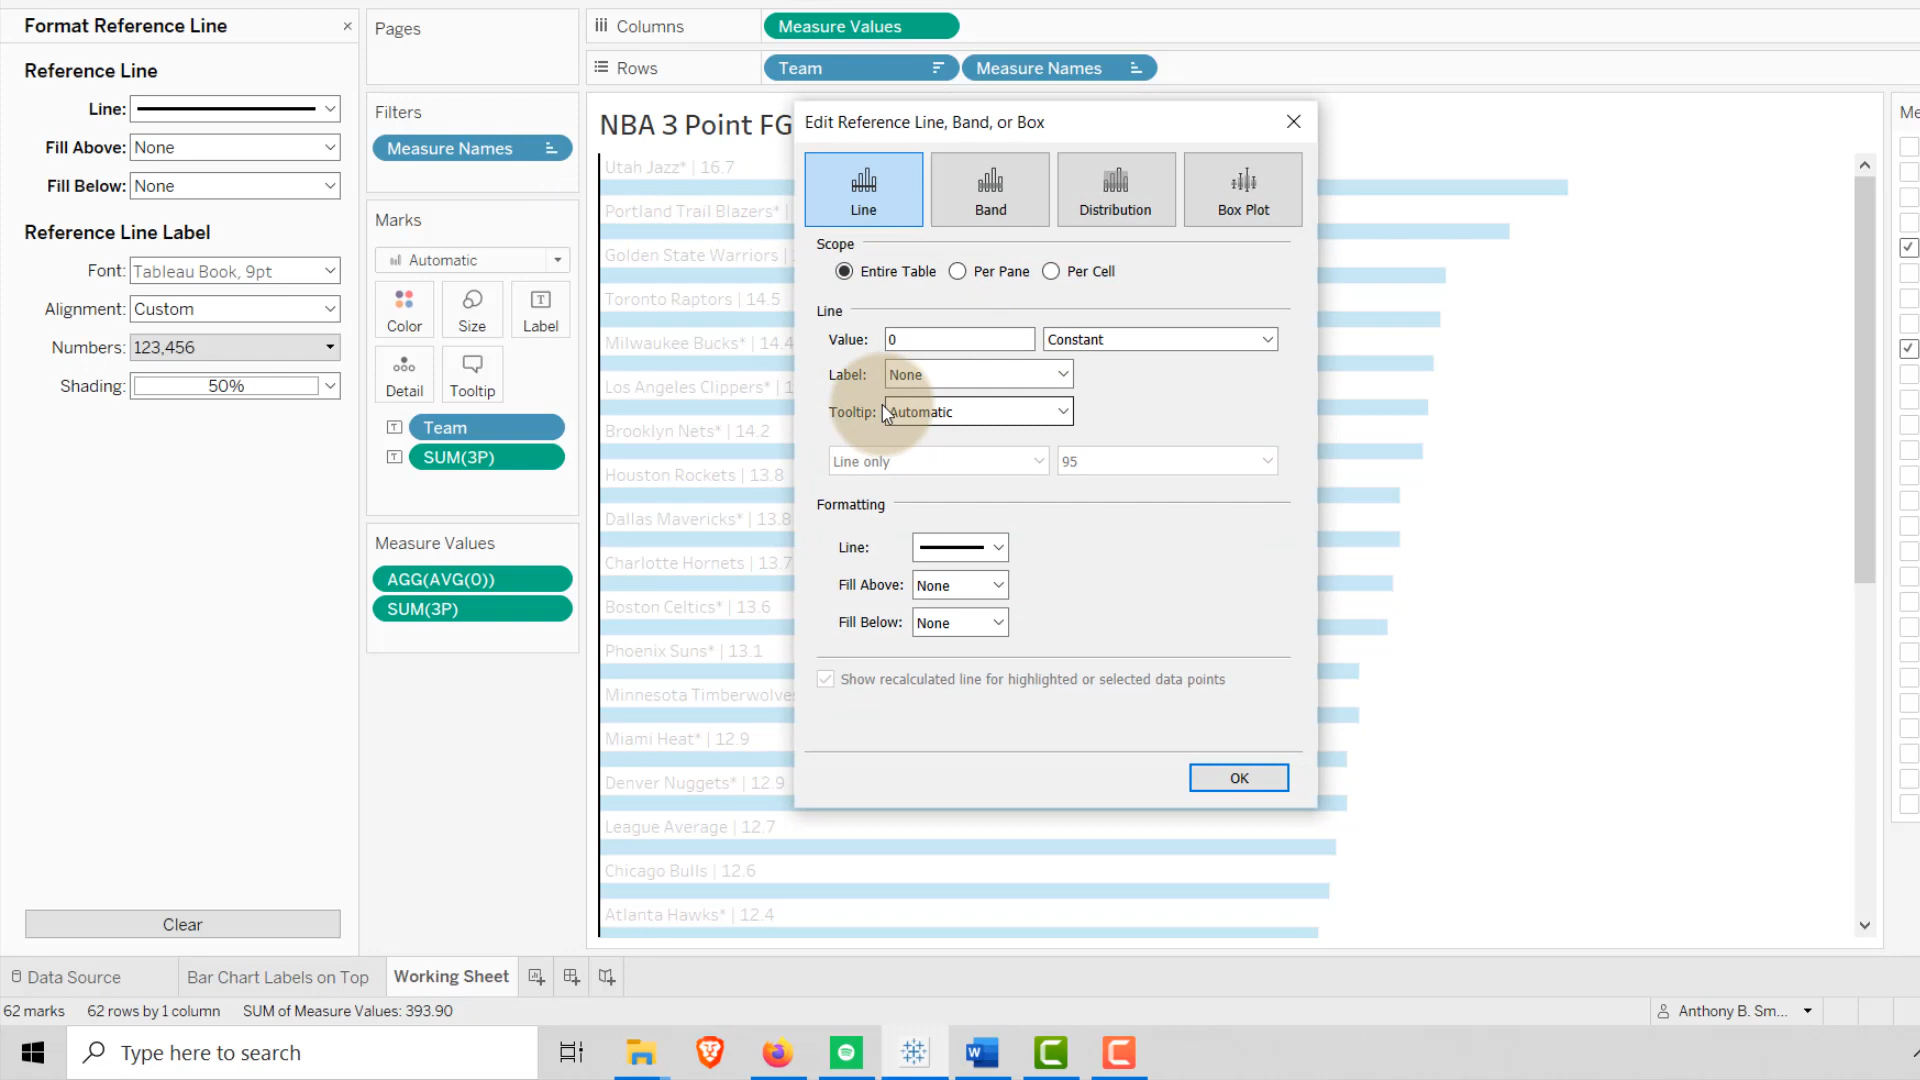 Format Reference Line
Reference Line
Line:
Fill Above: None
Fill Below: None
Reference Line Label
Font: Tableau Book, 9pt
Alignment: Custom
Numbers: 123,456
Shading: 50%
Clear
Pages
Filters
Measure Names
Marks
Automatic
Color Size Label
Detail Tooltip
Team
SUM(3P)
Measure Values
AGG(AVG(0))
SUM(3P)
Columns Measure Values
Rows Team Measure Names
NBA 3 Point FG
Utah Jazz* | 16.7
Portland Trail Blazers* |
Golden State Warriors |
Toronto Raptors | 14.5
Milwaukee Bucks* | 14.4
Los Angeles Clippers* | 1
Brooklyn Nets* | 14.2
Houston Rockets | 13.8
Dallas Mavericks* | 13.8
Charlotte Hornets | 13.7
Boston Celtics* | 13.6
Phoenix Suns* | 13.1
Minnesota Timberwolve
Miami Heat* | 12.9
Denver Nuggets* | 12.9
League Average | 12.7
Chicago Bulls | 12.6
Atlanta Hawks* | 12.4
Edit Reference Line, Band, or Box
Line Band Distribution Box Plot
Scope
Entire Table Per Pane Per Cell
Line
Value: 0 Constant
Label: None
Tooltip: Automatic
Line only 95
Formatting
Line:
Fill Above: None
Fill Below: None
Show recalculated line for highlighted or selected data points
OK
Me
Data Source Bar Chart Labels on Top Working Sheet
62 marks 62 rows by 1 column SUM of Measure Values: 393.90 Anthony B. Sm...
Type here to search